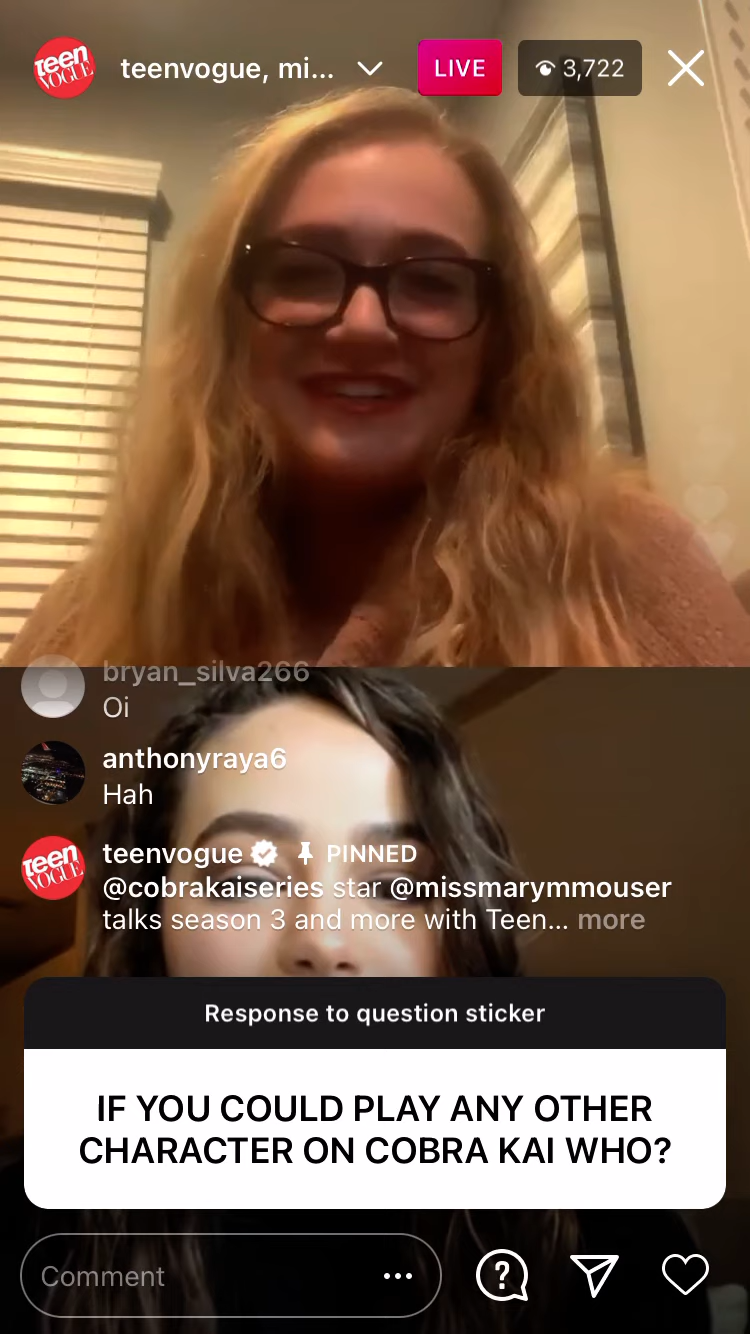 teen
VOGUE
teenvogue, mi...
LIVE
3,722
bryan_silva266
Oi
anthonyraya6
Hah
teen
VOGUE
teenvogue PINNED
@cobrakaiseries star @missmarymmouser
talks season 3 and more with Teen... more
Response to question sticker
IF YOU COULD PLAY ANY OTHER
CHARACTER ON COBRA KAI WHO?
Comment